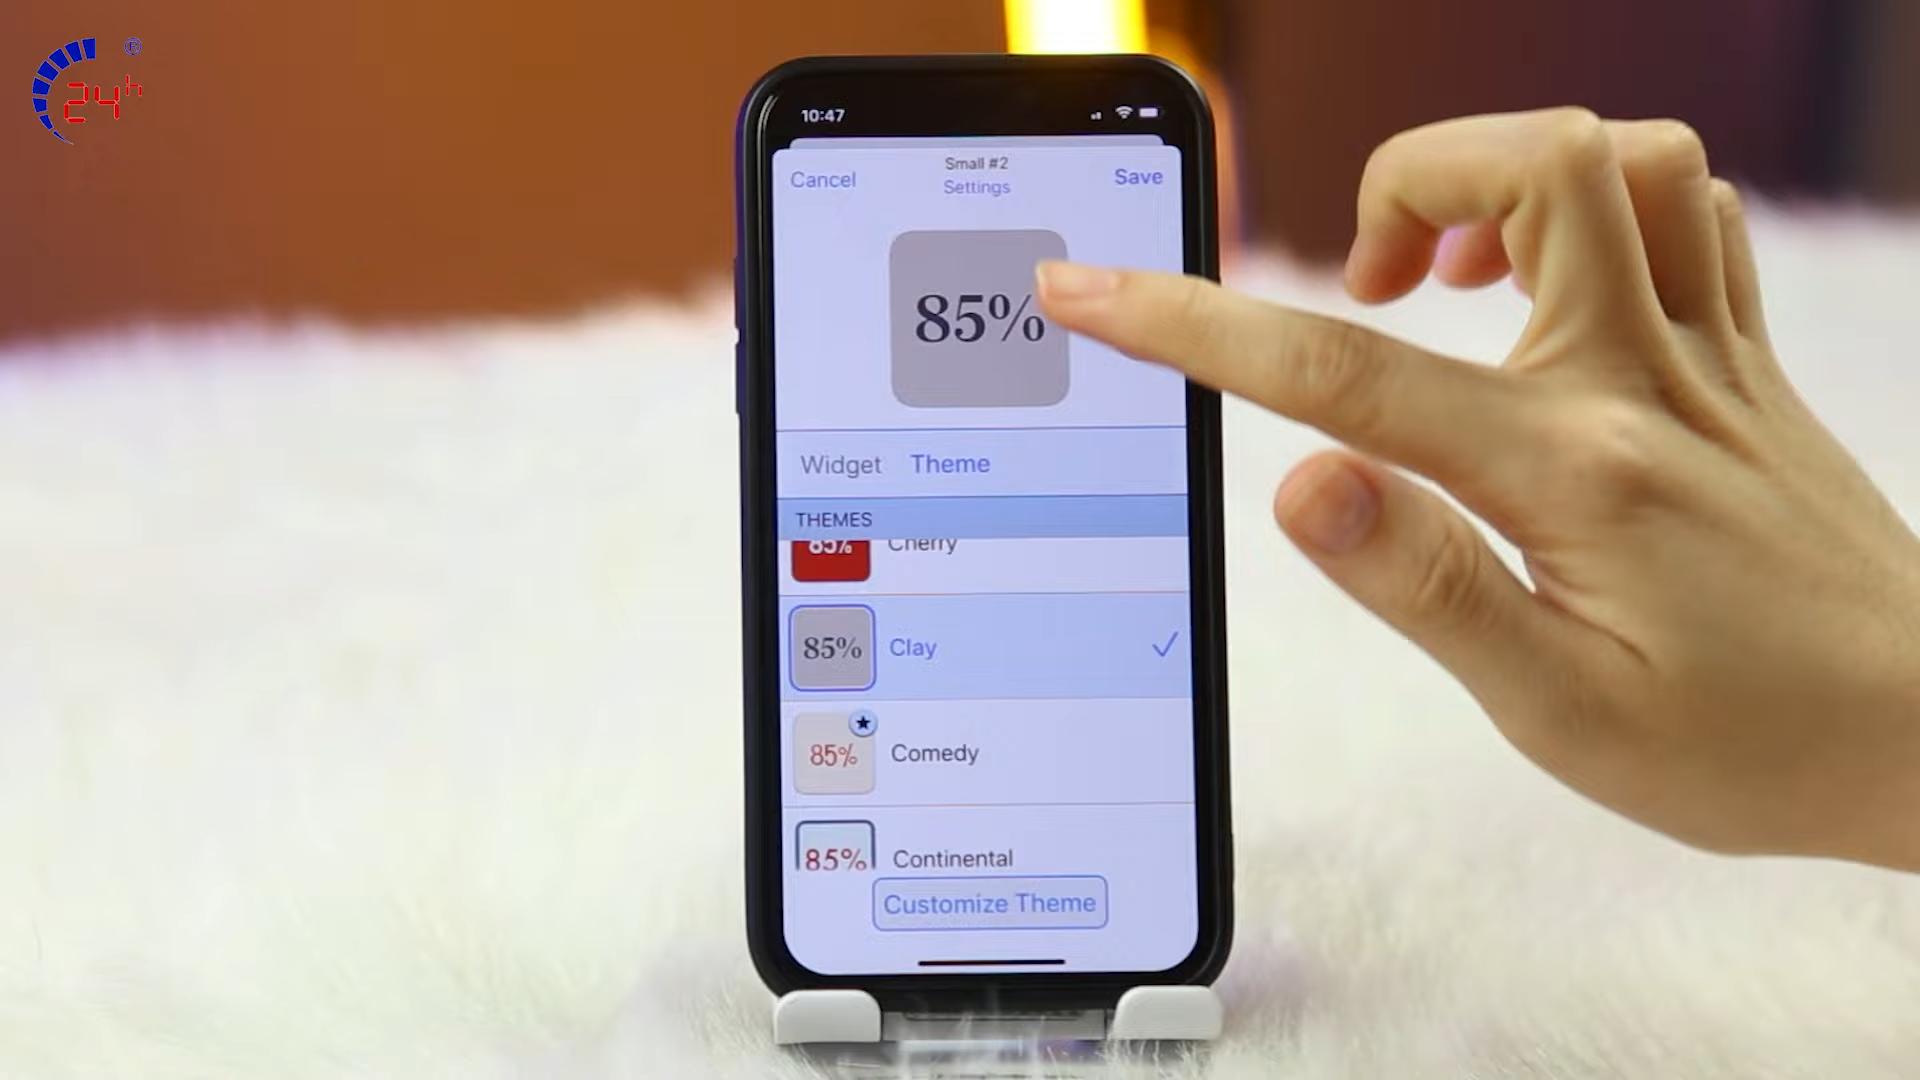 24h
®
10:47
Cancel
Small #2
Settings
Save
85%
Widget
Theme
THEMES
85%
Cherry
85%
Clay
85%
Comedy
85%
Continental
Customize Theme